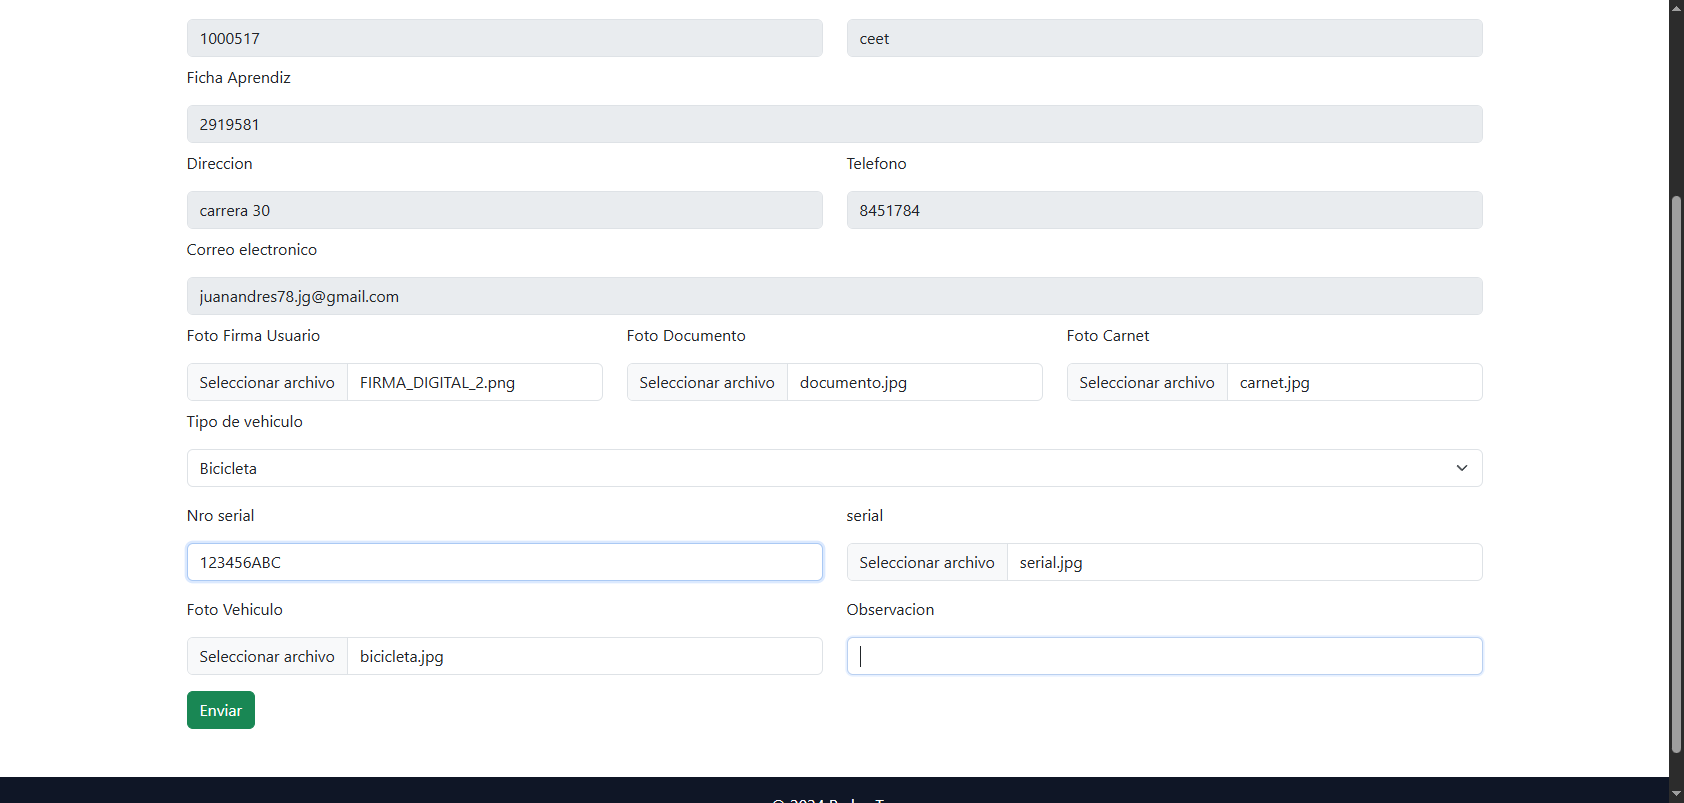 1000517 ceet
Ficha Aprendiz
2919581
Direccion Telefono
carrera 30 8451784
Correo electronico
juanandres78.jg@gmail.com
Foto Firma Usuario Foto Documento Foto Carnet
Seleccionar archivo FIRMA_DIGITAL_2.png Seleccionar archivo documento.jpg Seleccionar archivo carnet.jpg
Tipo de vehiculo
Bicicleta
Nro serial serial
123456ABC Seleccionar archivo serial.jpg
Foto Vehiculo Observacion
Seleccionar archivo bicicleta.jpg
Enviar
© 2024